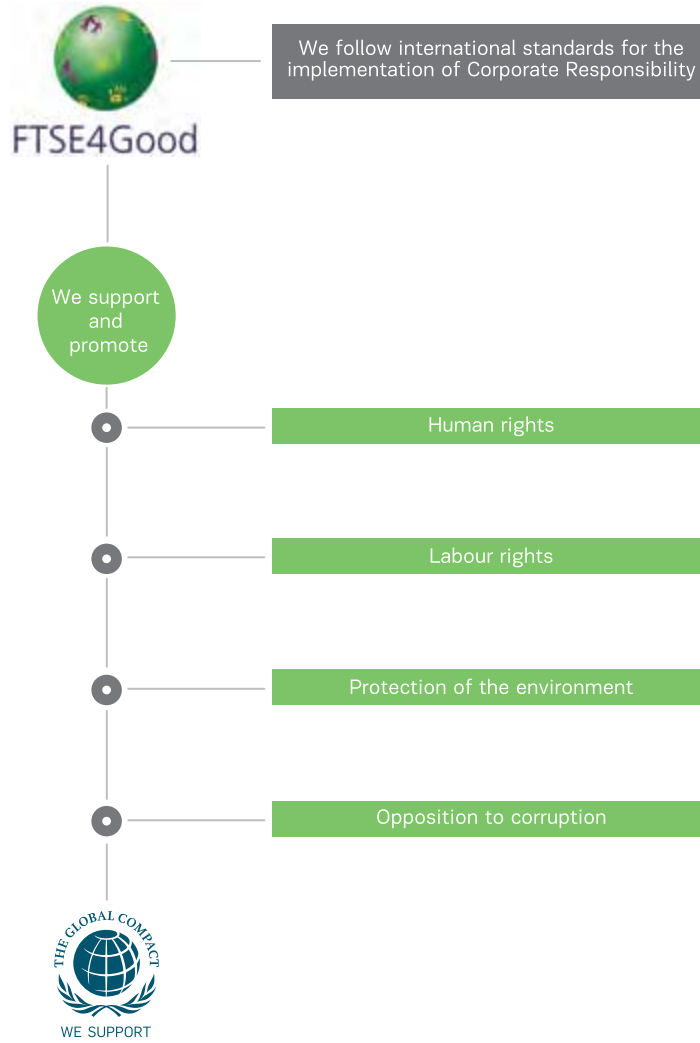 We follow international standards for the
implementation of Corporate Responsibility
FTSE4Good
We support
and
promote
Human rights
Labour rights
Protection of the environment
Opposition to corruption
THE GLOBAL COMPACT
WE SUPPORT